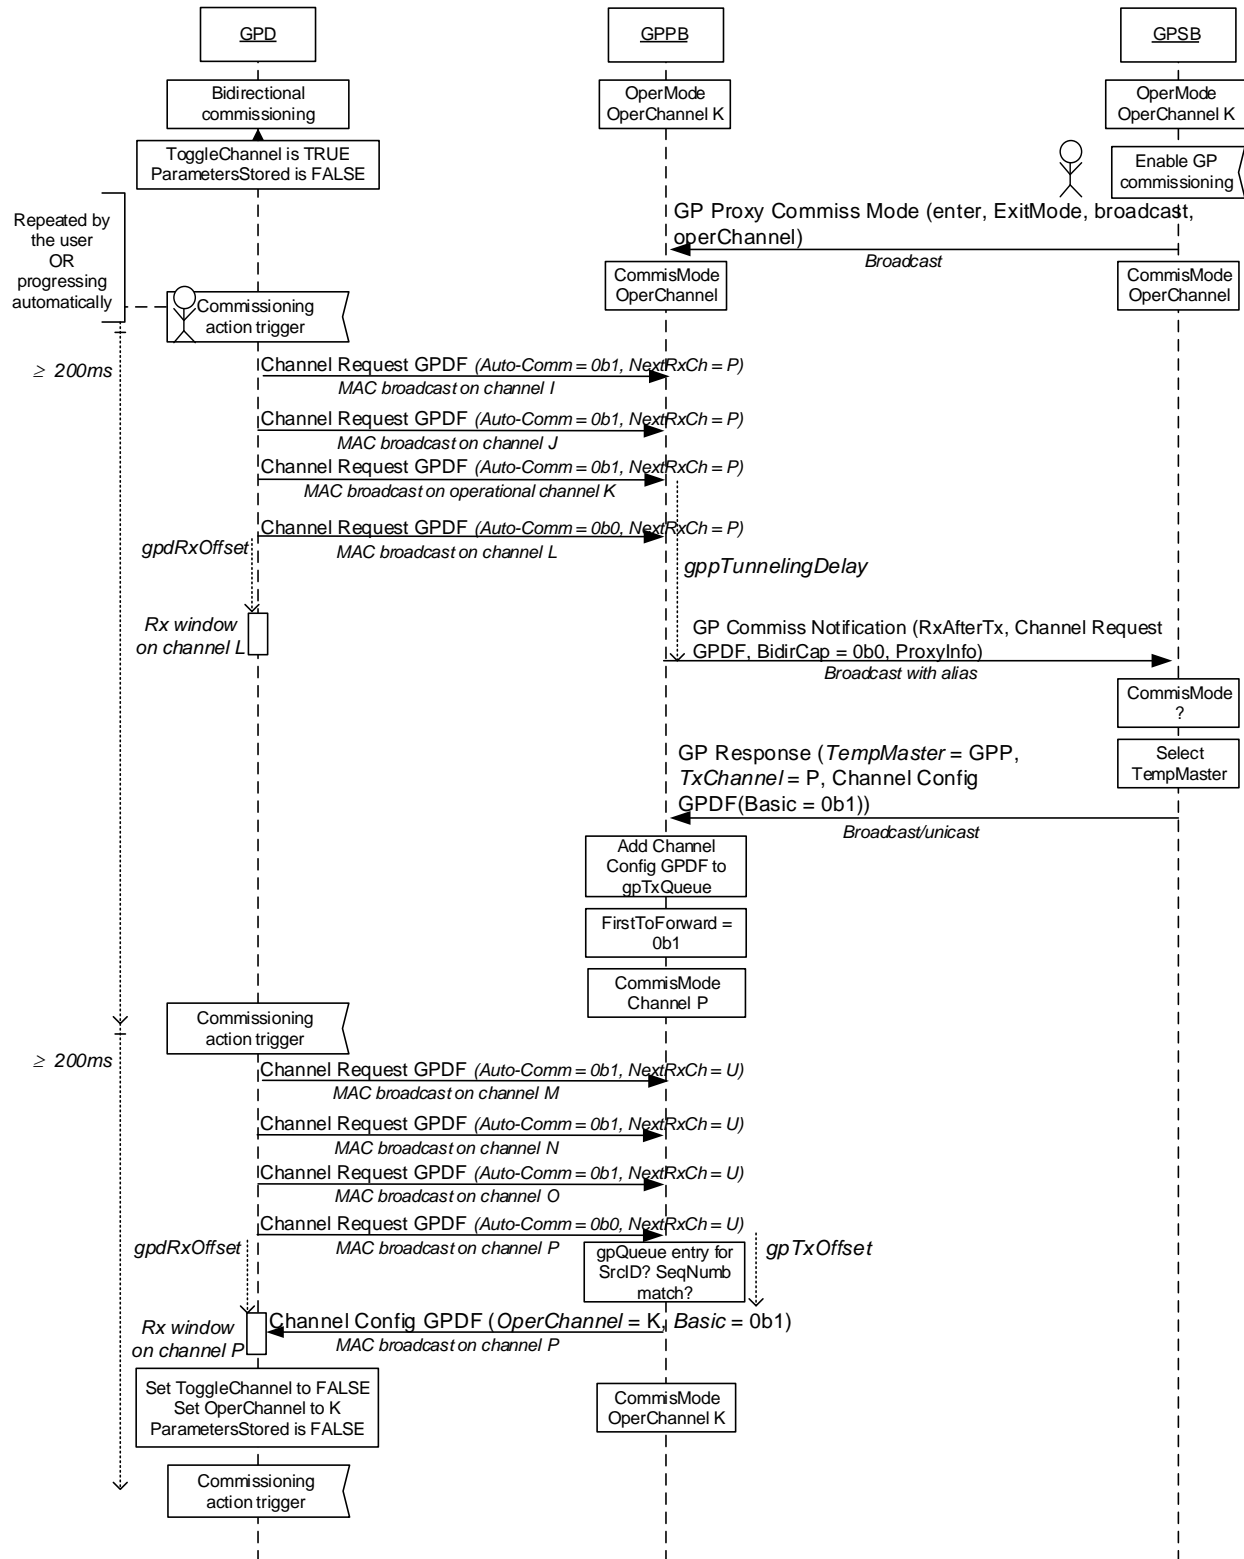 GPD
GPPB
GPSB
Bidirectional
commissioning
OperMode
OperChannel K
OperMode
OperChannel K
ToggleChannel is TRUE
ParametersStored is FALSE
Enable GP
commissioning
Repeated by
the user
OR
progressing
automatically
GP Proxy Commiss Mode (enter, ExitMode, broadcast,
operChannel)
Broadcast
CommisMode
OperChannel
CommisMode
OperChannel
Commissioning
action trigger
≥ 200ms
Channel Request GPDF (Auto-Comm = 0b1, NextRxCh = P)
MAC broadcast on channel I
Channel Request GPDF (Auto-Comm = 0b1, NextRxCh = P)
MAC broadcast on channel J
Channel Request GPDF (Auto-Comm = 0b1, NextRxCh = P)
MAC broadcast on operational channel K
Channel Request GPDF (Auto-Comm = 0b0, NextRxCh = P)
MAC broadcast on channel L
gpdRxOffset
gppTunnelingDelay
Rx window
on channel L
GP Commiss Notification (RxAfterTx, Channel Request
GPDF, BidirCap = 0b0, ProxyInfo)
Broadcast with alias
CommisMode
?
Select
TempMaster
GP Response (TempMaster = GPP,
TxChannel = P, Channel Config
GPDF(Basic = 0b1))
Broadcast/unicast
Add Channel
Config GPDF to
gpTxQueue
FirstToForward =
0b1
CommisMode
Channel P
Commissioning
action trigger
≥ 200ms
Channel Request GPDF (Auto-Comm = 0b1, NextRxCh = U)
MAC broadcast on channel M
Channel Request GPDF (Auto-Comm = 0b1, NextRxCh = U)
MAC broadcast on channel N
Channel Request GPDF (Auto-Comm = 0b1, NextRxCh = U)
MAC broadcast on channel O
Channel Request GPDF (Auto-Comm = 0b0, NextRxCh = U)
MAC broadcast on channel P
gpdRxOffset
gpQueue entry for
SrcID? SeqNumb
match?
gpTxOffset
Rx window
on channel P
Channel Config GPDF (OperChannel = K, Basic = 0b1)
MAC broadcast on channel P
Set ToggleChannel to FALSE
Set OperChannel to K
ParametersStored is FALSE
CommisMode
OperChannel K
Commissioning
action trigger